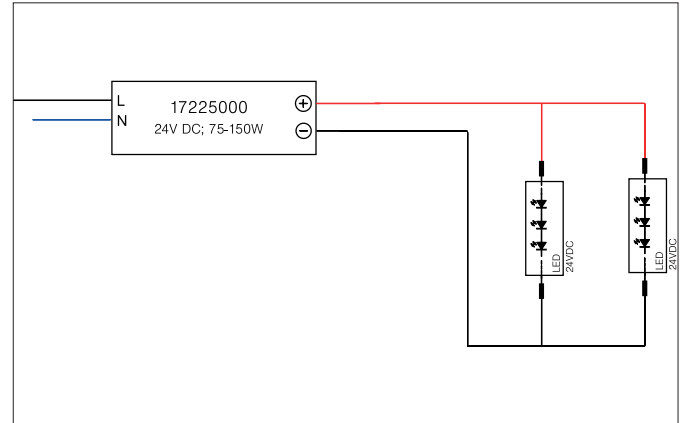 L
17225000
N
24V DC; 75-150W
+
−
LED
24VDC
LED
24VDC